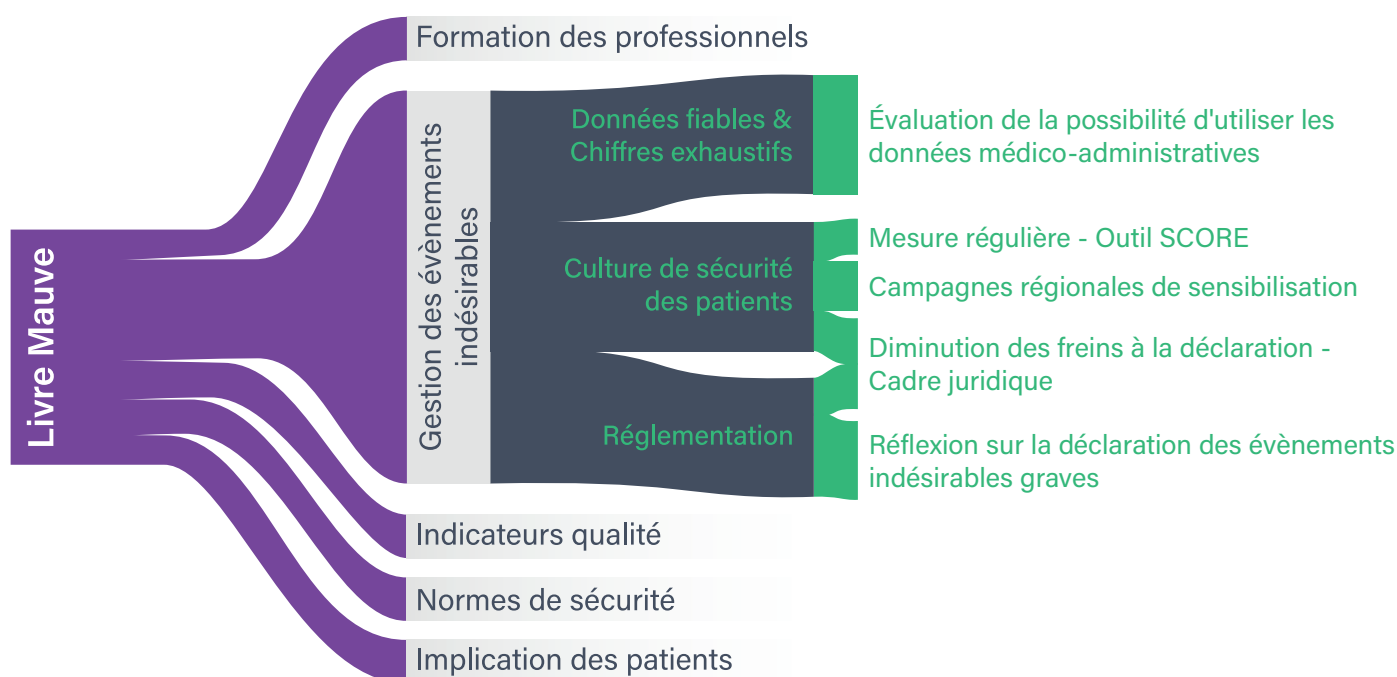 Livre Mauve
Formation des professionnels
Gestion des évènements
indésirables
Données fiables &
Chiffres exhaustifs
Évaluation de la possibilité d'utiliser les
données médico-administratives
Culture de sécurité
des patients
Mesure régulière - Outil SCORE
Campagnes régionales de sensibilisation
Diminution des freins à la déclaration -
Cadre juridique
Réglementation
Réflexion sur la déclaration des évènements
indésirables graves
Indicateurs qualité
Normes de sécurité
Implication des patients